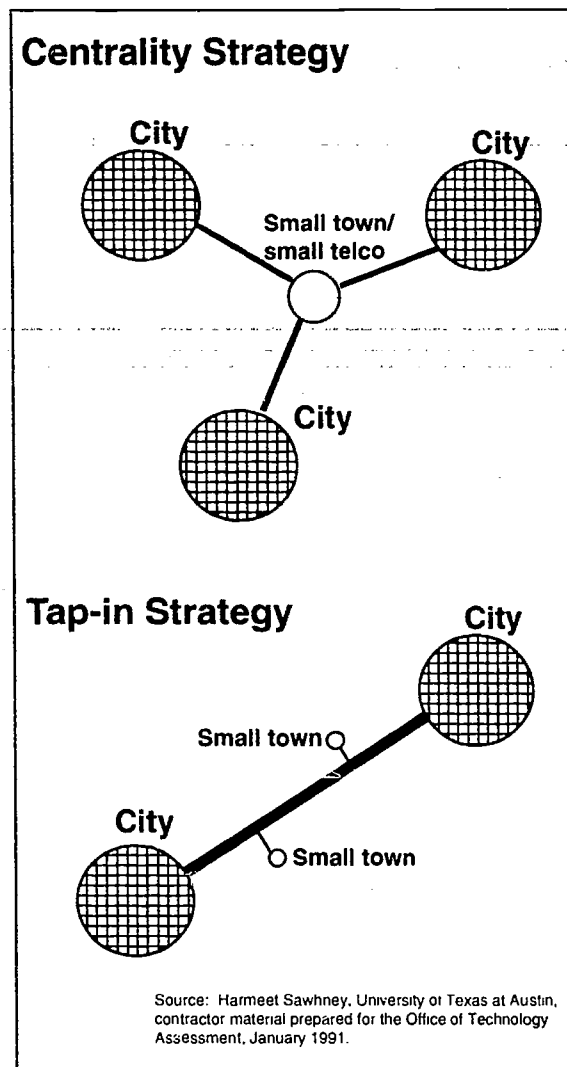 Centrality Strategy
City
City
Small town/
small telco
City
Tap-in Strategy
City
Small town
City
Small town
Source: Harmeet Sawhney, University of Texas at Austin,
contractor material prepared for the Office of Technology
Assessment, January 1991.